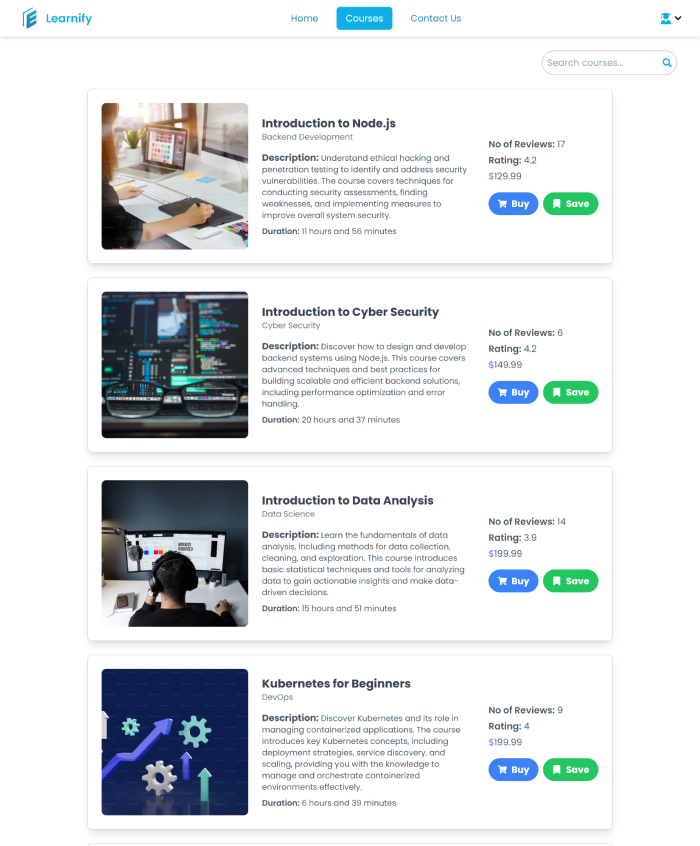 Learnify
Home
Courses
Contact Us
Search courses...
Introduction to Node.js
Backend Development
Description: Understand ethical hacking and
penetration testing to identify and address security
vulnerabilities. The course covers techniques for
conducting security assessments, finding
weaknesses, and implementing measures to
improve overall system security.
Duration: 11 hours and 56 minutes
No of Reviews: 17
Rating: 4.2
$129.99
Buy
Save
Introduction to Cyber Security
Cyber Security
Description: Discover how to design and develop
backend systems using Node.js. This course covers
advanced techniques and best practices for
building scalable and efficient backend solutions,
including performance optimization and error
handling.
Duration: 20 hours and 37 minutes
No of Reviews: 6
Rating: 4.2
$149.99
Buy
Save
Introduction to Data Analysis
Data Science
Description: Learn the fundamentals of data
analysis, including methods for data collection,
cleaning, and exploration. This course introduces
basic statistical techniques and tools for analyzing
data to gain actionable insights and make data-
driven decisions.
Duration: 15 hours and 51 minutes
No of Reviews: 14
Rating: 3.9
$199.99
Buy
Save
Kubernetes for Beginners
DevOps
Description: Discover Kubernetes and its role in
managing containerized applications. The course
introduces key Kubernetes concepts, including
deployment strategies, service discovery, and
scaling, providing you with the knowledge to
manage and orchestrate containerized
environments effectively.
Duration: 6 hours and 39 minutes
No of Reviews: 9
Rating: 4
$199.99
Buy
Save